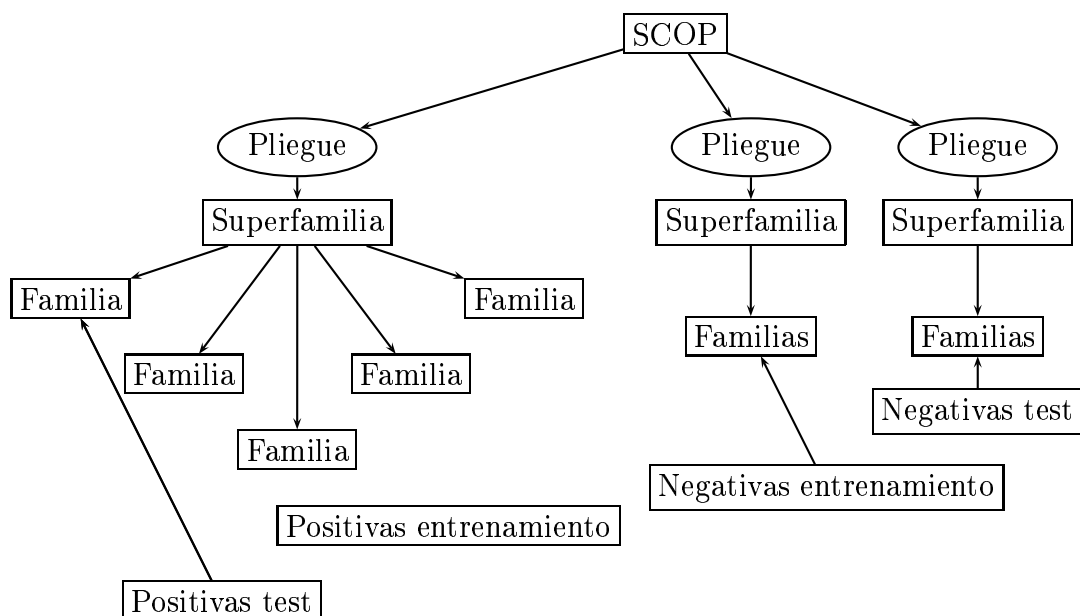 SCOP
Pliegue
Pliegue
Pliegue
Superfamilia
Superfamilia
Superfamilia
Familia
Familia
Familias
Familias
Familia
Familia
Negativas test
Familia
Negativas entrenamiento
Positivas entrenamiento
Positivas test